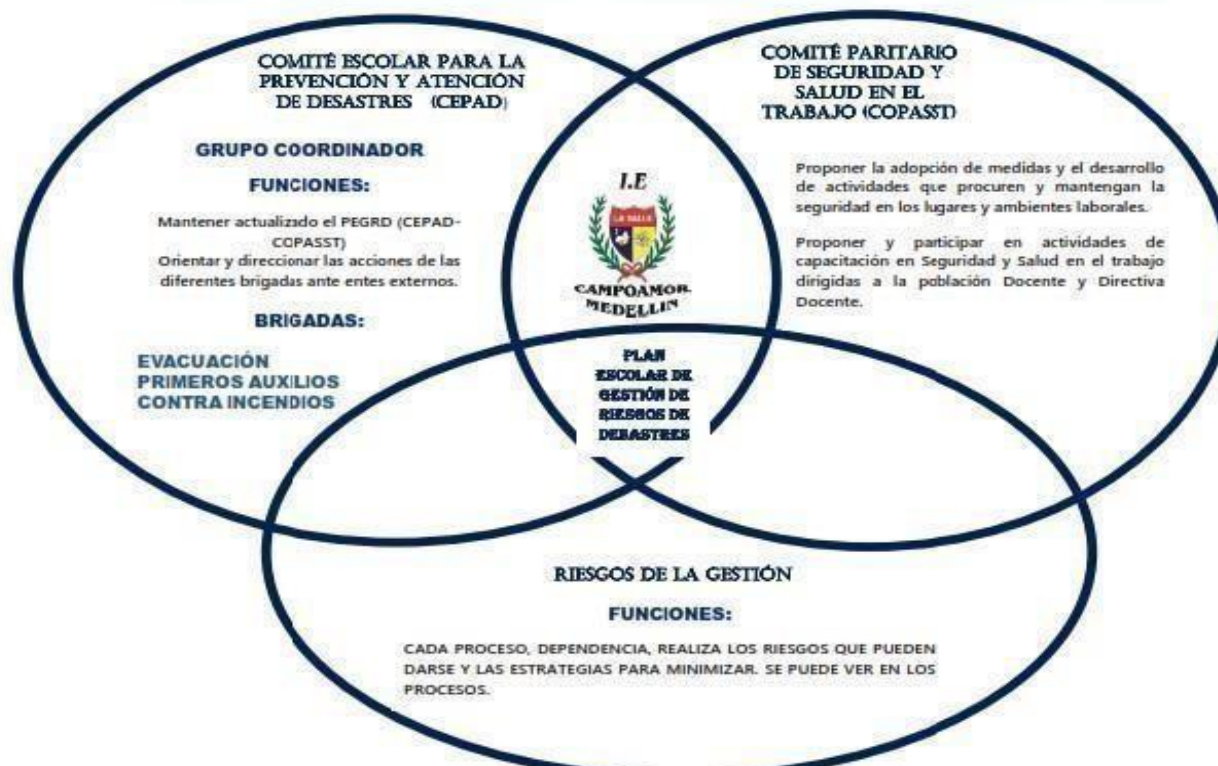 COMITÉ ESCOLAR PARA LA
PREVENCIÓN Y ATENCIÓN
DE DESASTRES (CEPAD)
GRUPO COORDINADOR
FUNCIONES:
Mantener actualizado el PEGRD (CEPAD-
COPASST)
Orientar y direccionar las acciones de las
diferentes brigadas ante entes externos.
BRIGADAS:
EVACUACIÓN
PRIMEROS AUXILIOS
CONTRA INCENDIOS
I.E
LA SALLE
CAMPOAMOR
MEDELLIN
PLAN
ESCOLAR DE
GESTIÓN DE
RIESGOS DE
DESASTRES
COMITÉ PARITARIO
DE SEGURIDAD Y
SALUD EN EL
TRABAJO (COPASST)
Proponer la adopción de medidas y el desarrollo
de actividades que procuren y mantengan la
seguridad en los lugares y ambientes laborales.
Proponer y participar en actividades de
capacitación en Seguridad y Salud en el trabajo
dirigidas a la población Docente y Directiva
Docente.
RIESGOS DE LA GESTIÓN
FUNCIONES:
CADA PROCESO, DEPENDENCIA, REALIZA LOS RIESGOS QUE PUEDEN
DARSE Y LAS ESTRATEGIAS PARA MINIMIZAR. SE PUEDE VER EN LOS
PROCESOS.